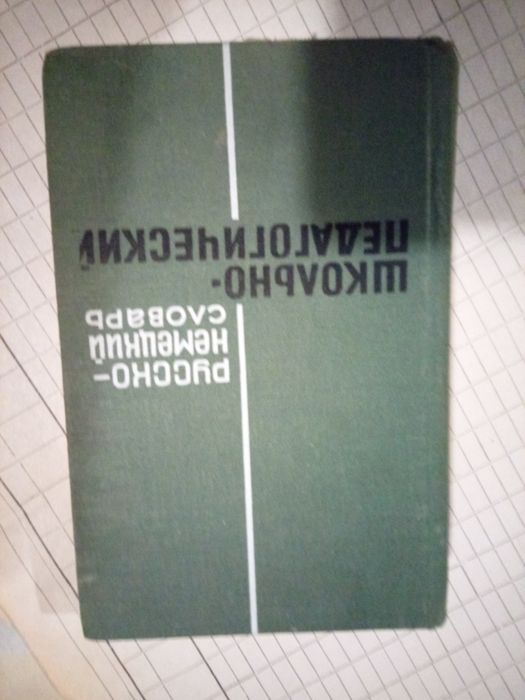 русско-
немецкий
словарь
ШКОЛЬНО-
ПЕДАГОГИЧЕСКИЙ